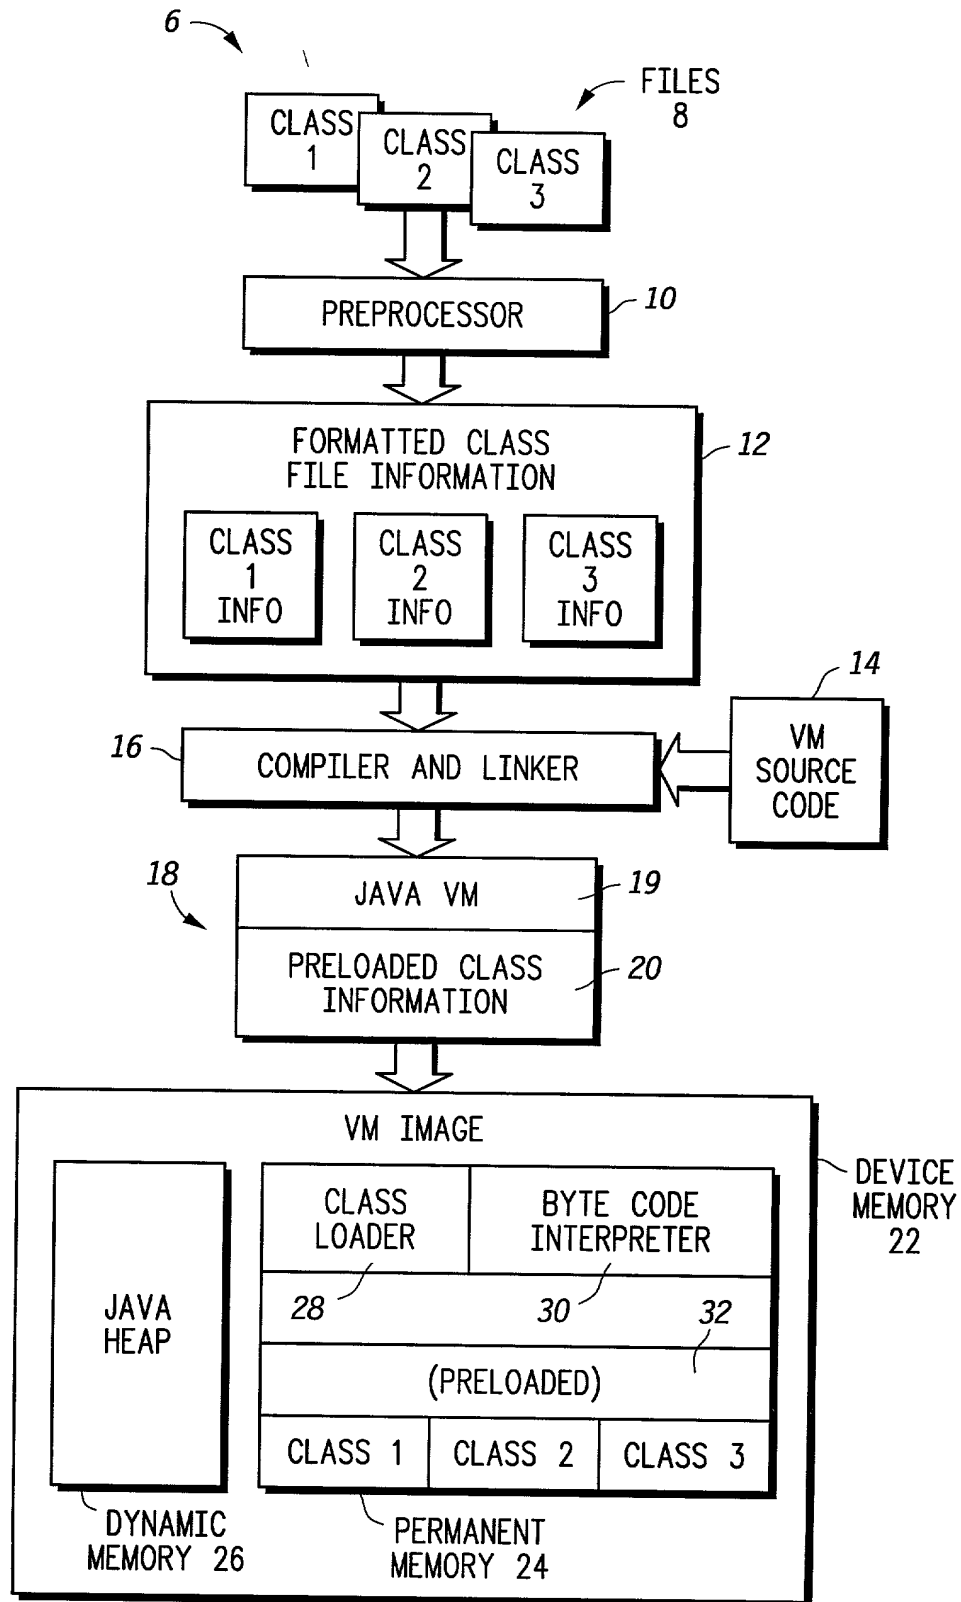 6
FILES
8
CLASS
1
CLASS
2
CLASS
3
PREPROCESSOR
10
FORMATTED CLASS
FILE INFORMATION
12
CLASS
1
INFO
CLASS
2
INFO
CLASS
3
INFO
14
VM
SOURCE
CODE
16
COMPILER AND LINKER
18
JAVA VM
19
PRELOADED CLASS
INFORMATION
20
VM IMAGE
DEVICE
MEMORY
22
JAVA
HEAP
CLASS
LOADER
BYTE CODE
INTERPRETER
28
30
32
(PRELOADED)
CLASS 1
CLASS 2
CLASS 3
DYNAMIC
MEMORY 26
PERMANENT
MEMORY 24